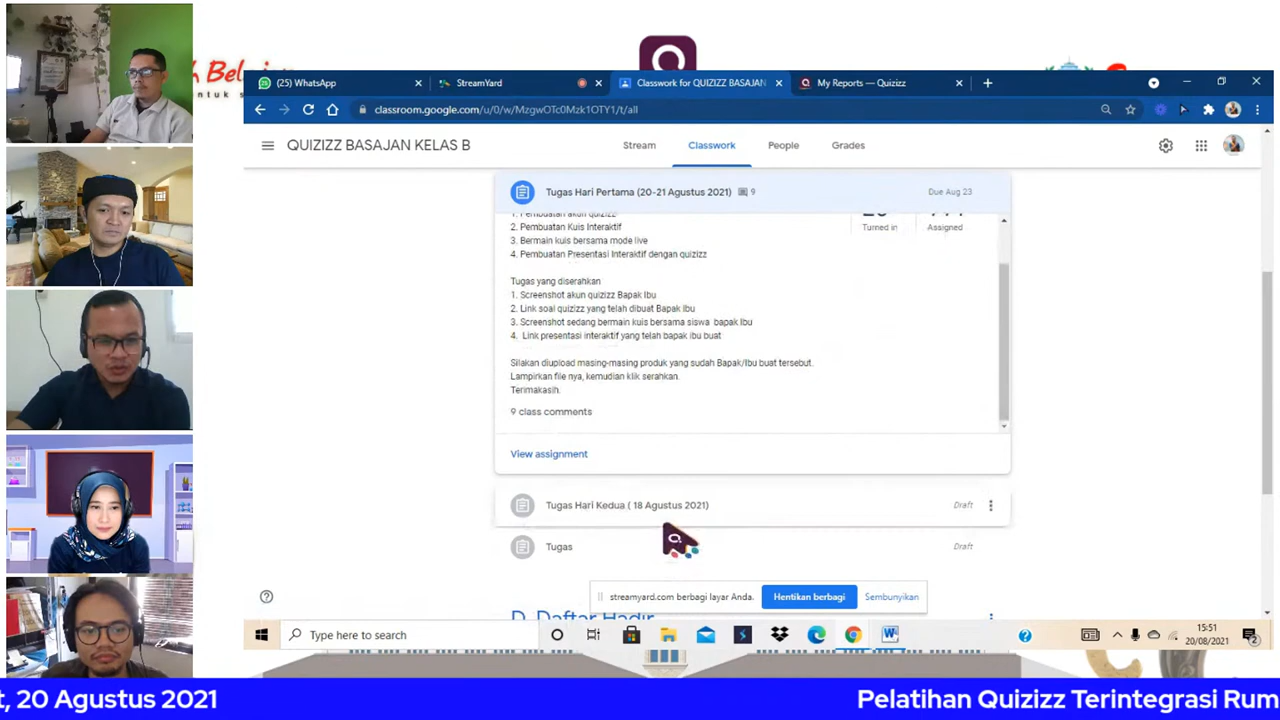 (25) WhatsApp
StreamYard
Classwork for QUIZIZZ BASAJAN
My Reports — Quizizz
classroom.google.com/u/0/w/MzgwOTc0Mzk1OTY1/t/all
QUIZIZZ BASAJAN KELAS B
Stream
Classwork
People
Grades
Tugas Hari Pertama (20-21 Agustus 2021)
9
Due Aug 23
1. Pembuatan akun quizizz
2. Pembuatan Kuis Interaktif
3. Bermain kuis bersama mode live
4. Pembuatan Presentasi Interaktif dengan quizizz
Turned in
Assigned
Tugas yang diserahkan
1. Screenshot akun quizizz Bapak Ibu
2. Link soal quizizz yang telah dibuat Bapak Ibu
3. Screenshot sedang bermain kuis bersama siswa bapak Ibu
4. Link presentasi interaktif yang telah bapak ibu buat
Silakan diupload masing-masing produk yang sudah Bapak/Ibu buat tersebut.
Lampirkan file nya, kemudian klik serahkan.
Terimakasih.
9 class comments
View assignment
Tugas Hari Kedua ( 18 Agustus 2021)
Draft
Tugas
Draft
streamyard.com berbagi layar Anda.
Hentikan berbagi
Sembunyikan
D. Daftar Hadir
Type here to search
15:51
20/08/2021
2
t, 20 Agustus 2021
Pelatihan Quizizz Terintegrasi Rum